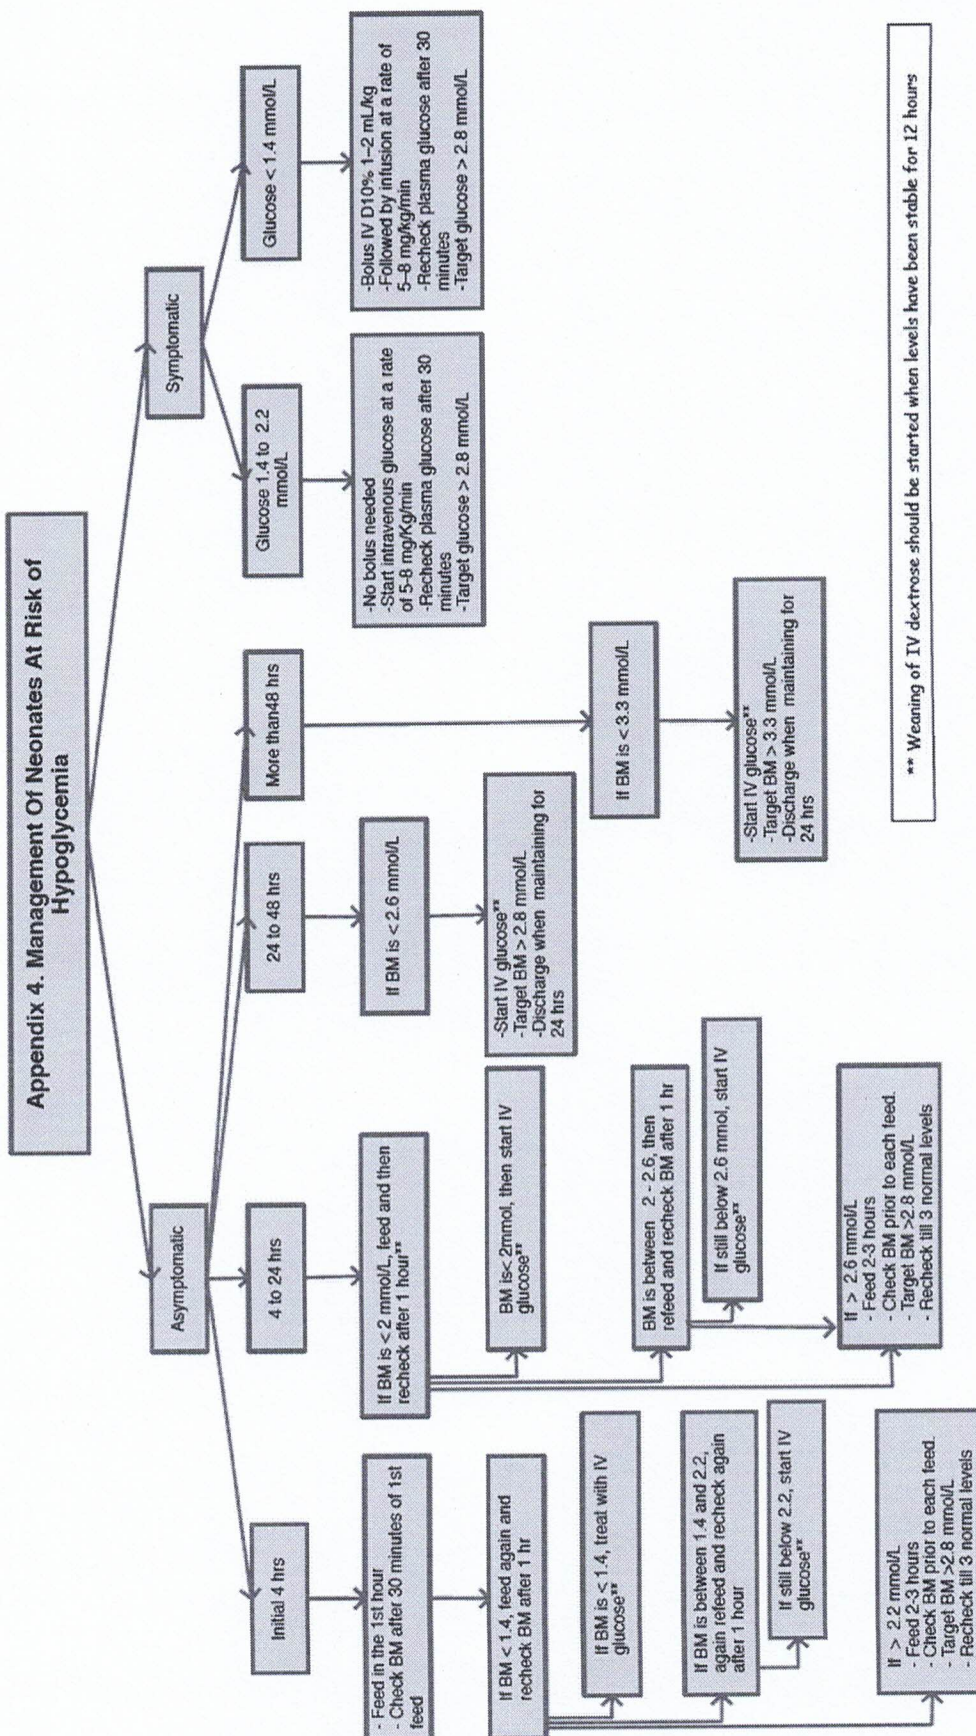 Appendix 4. Management Of Neonates At Risk of
Hypoglycemia
Asymptomatic
Symptomatic
Initial 4 hrs
4 to 24 hrs
24 to 48 hrs
More than48 hrs
Glucose 1.4 to 2.2
mmol/L
Glucose < 1.4 mmol/L
- Feed in the 1st hour
- Check BM after 30 minutes of 1st
feed
If BM < 1.4, feed again and
recheck BM after 1 hr
If BM is < 1.4, treat with IV
glucose**
If BM is between 1.4 and 2.2,
again refeed and recheck again
after 1 hour
If still below 2.2, start IV
glucose**
If > 2.2 mmol/L
- Feed 2-3 hours
- Check BM prior to each feed.
- Target BM >2.8 mmol/L
- Recheck till 3 normal levels
If BM is < 2 mmol/L, feed and then
recheck after 1 hour**
BM is< 2mmol, then start IV
glucose**
BM is between 2 - 2.6, then
refeed and recheck BM after 1 hr
If still below 2.6 mmol, start IV
glucose**
If > 2.6 mmol/L
- Feed 2-3 hours
- Check BM prior to each feed.
- Target BM >2.8 mmol/L
- Recheck till 3 normal levels
If BM is < 2.6 mmol/L
-Start IV glucose**
-Target BM > 2.8 mmol/L
-Discharge when maintaining for
24 hrs
If BM is < 3.3 mmol/L
-Start IV glucose**
-Target BM > 3.3 mmol/L
-Discharge when maintaining for
24 hrs
-No bolus needed
-Start intravenous glucose at a rate
of 5-8 mg/Kg/min
-Recheck plasma glucose after 30
minutes
-Target glucose > 2.8 mmol/L
-Bolus IV D10% 1–2 mL/kg
-Followed by infusion at a rate of
5–8 mg/kg/min
-Recheck plasma glucose after 30
minutes
-Target glucose > 2.8 mmol/L
** Weaning of IV dextrose should be started when levels have been stable for 12 hours